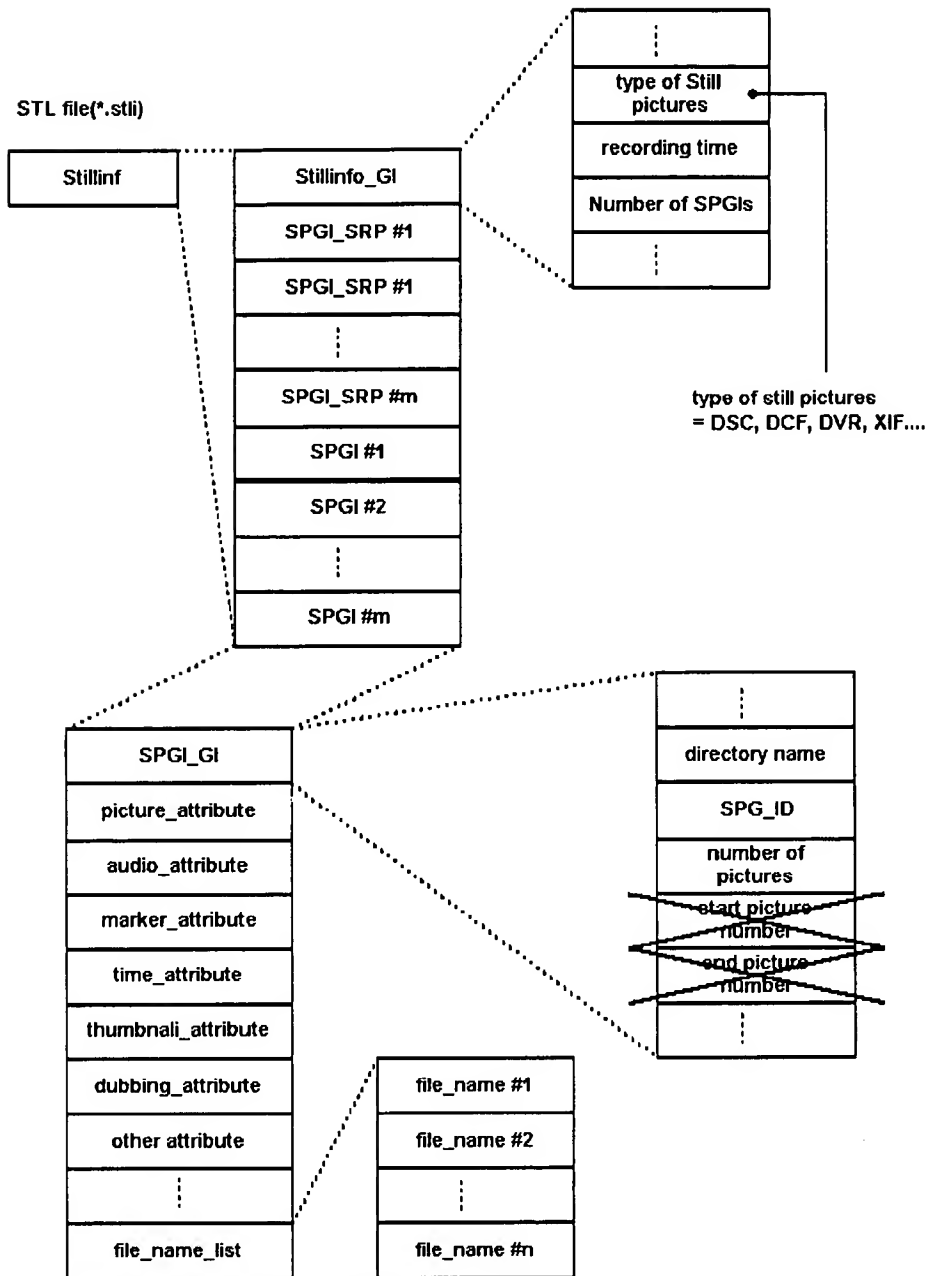 STL file(*.stli)
Stillinf
Stillinfo_GI
SPGI_SRP #1
SPGI_SRP #1
SPGI_SRP #m
SPGI #1
SPGI #2
SPGI #m
type of Still
pictures
recording time
Number of SPGIs
type of still pictures
= DSC, DCF, DVR, XIF....
SPGI_GI
picture_attribute
audio_attribute
marker_attribute
time_attribute
thumbnali_attribute
dubbing_attribute
other attribute
file_name_list
directory name
SPG_ID
number of
pictures
start picture
number
end picture
number
file_name #1
file_name #2
file_name #n